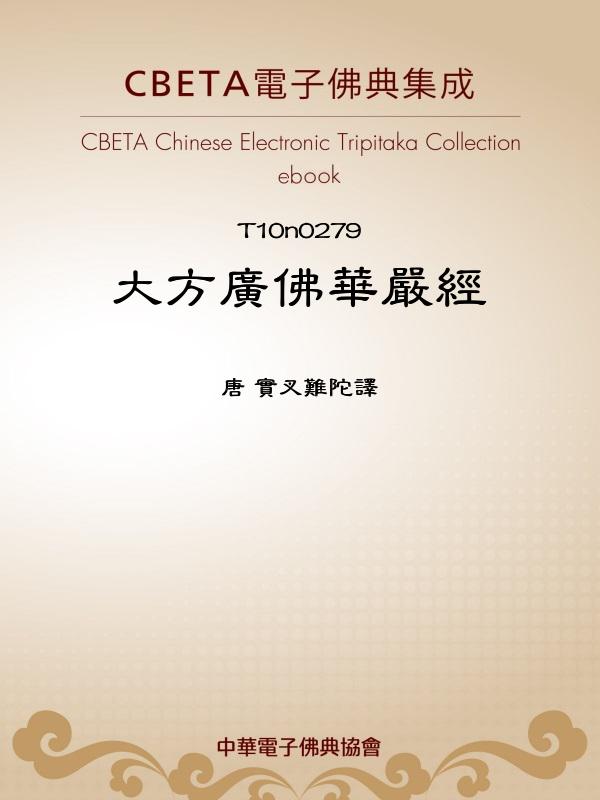 CBETA電子佛典集成
CBETA Chinese Electronic Tripitaka Collection
ebook
T10n0279
大方廣佛華嚴經
唐 實叉難陀譯
中華電子佛典協會